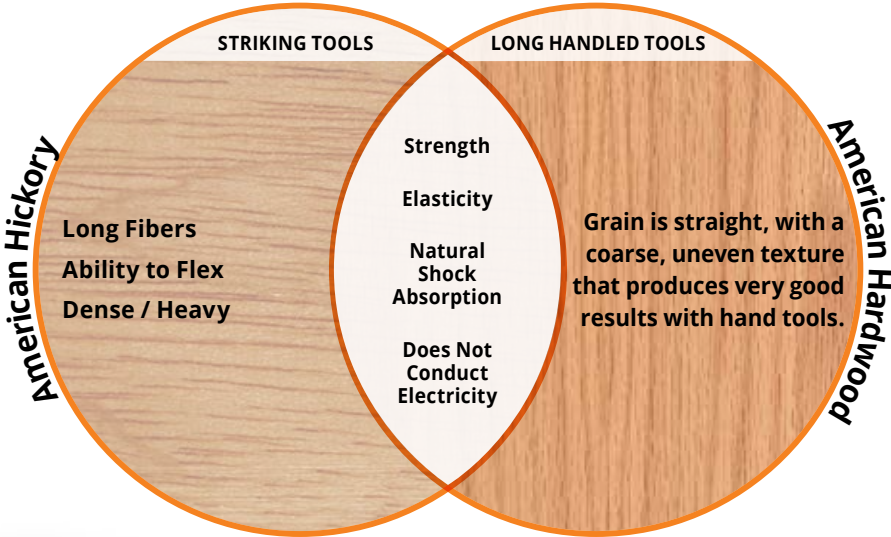 STRIKING TOOLS
LONG HANDLED TOOLS
American Hickory
Long Fibers
Ability to Flex
Dense / Heavy
Strength
Elasticity
Natural
Shock
Absorption
Does Not
Conduct
Electricity
Grain is straight, with a
coarse, uneven texture
that produces very good
results with hand tools.
American Hardwood